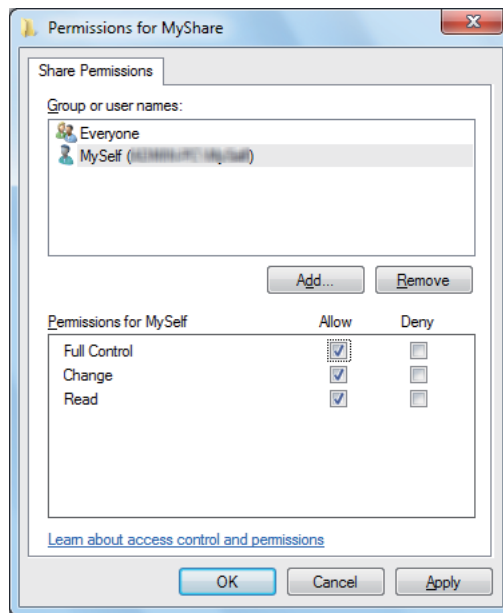 Permissions for MyShare
Share Permissions
Group or user names:
Everyone
MySelf (
Add... Remove
Permissions for MySelf Allow Deny
Full Control
Change
Read
Learn about access control and permissions
OK Cancel Apply